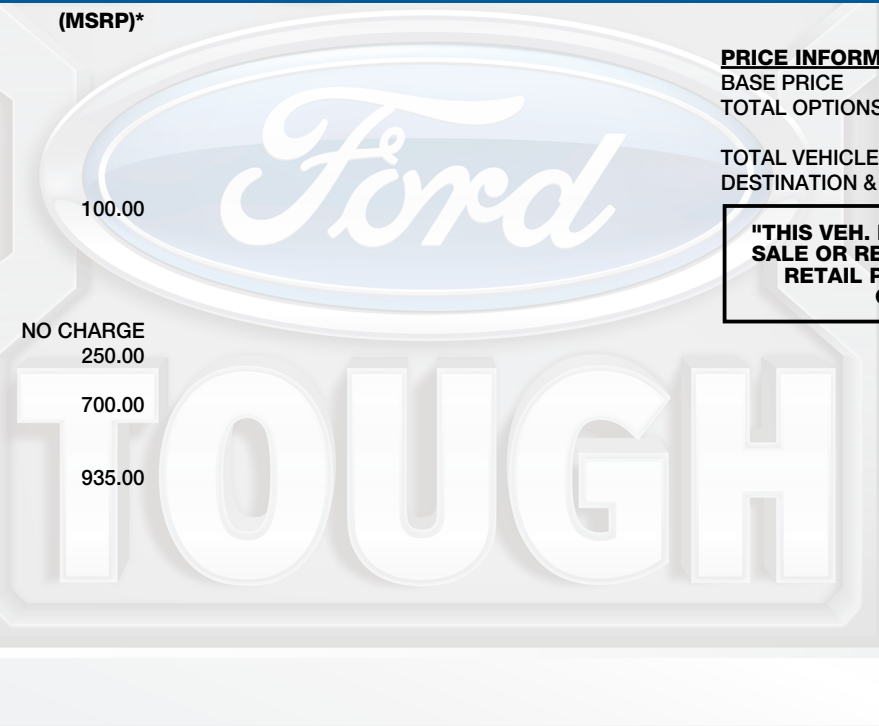 (MSRP)*
100.00
NO CHARGE
250.00
700.00
935.00
PRICE INFORM
BASE PRICE
TOTAL OPTIONS
TOTAL VEHICLE
DESTINATION &
"THIS VEH.
SALE OR RE
RETAIL P
Ford
TOUGH